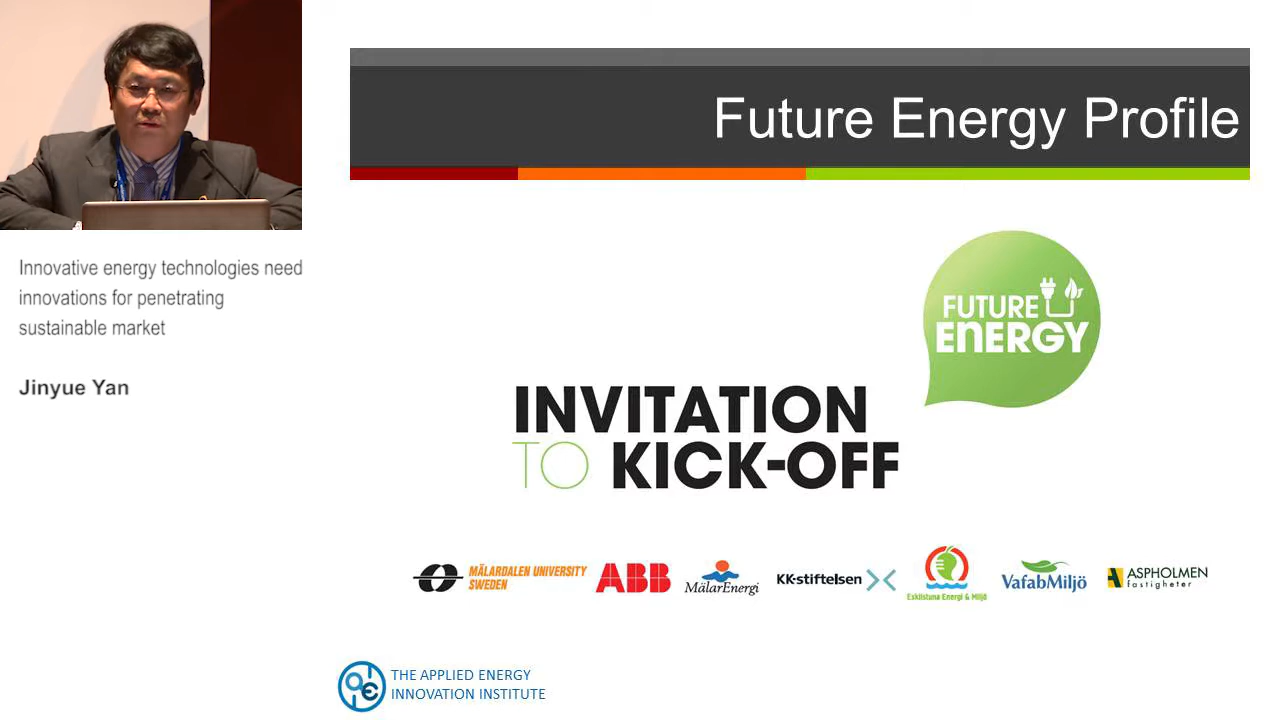 Future Energy Profile
Innovative energy technologies need
innovations for penetrating
sustainable market
Jinyue Yan
FUTURE
ENERGY
INVITATION
TO KICK-OFF
MÄLARDALEN UNIVERSITY
SWEDEN
ABB
MälarEnergi
KK-stiftelsen
Eskilstuna Energi & Miljö
VafabMiljö
ASPHOLMEN
fastigheter
THE APPLIED ENERGY
INNOVATION INSTITUTE